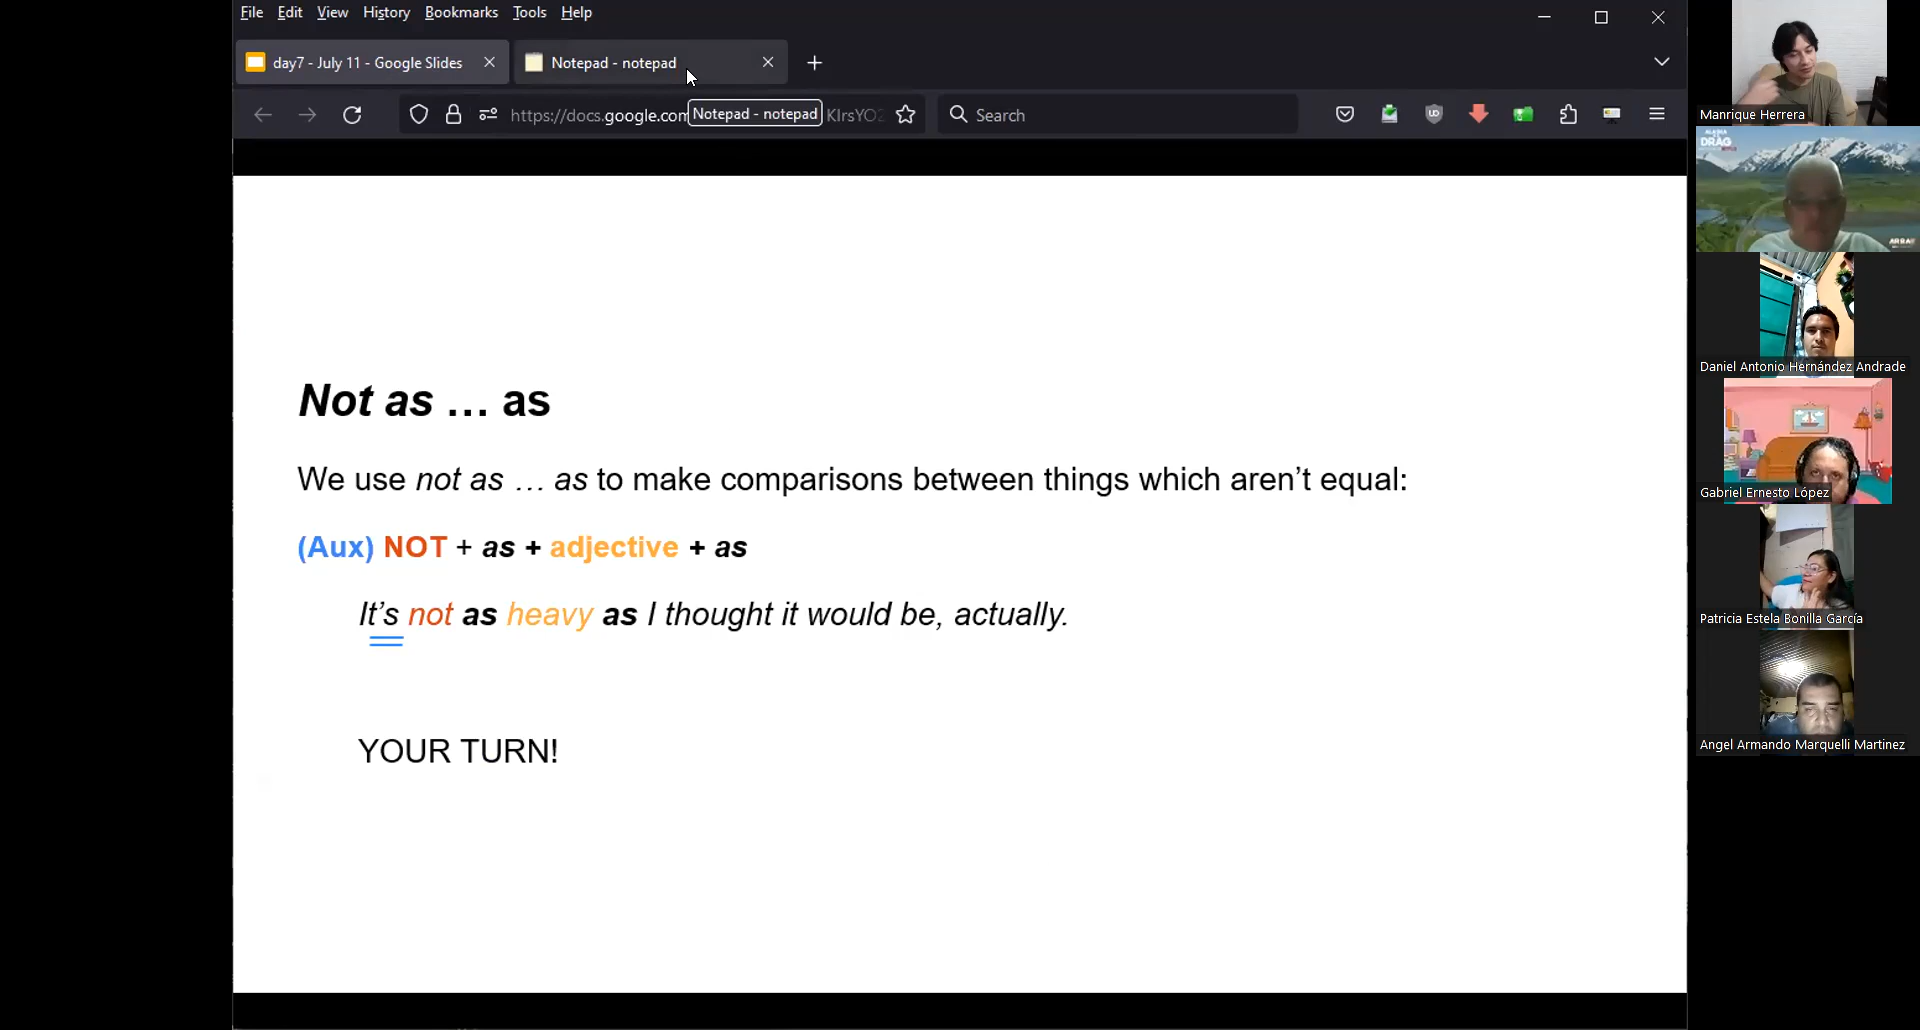 File Edit View History Bookmarks Tools Help
day7 - July 11 - Google Slides
Notepad - notepad
https://docs.google.com
Notepad - notepad
KIrsYO
Search
Not as … as
We use not as … as to make comparisons between things which aren't equal:
(Aux) NOT + as + adjective + as
It's not as heavy as I thought it would be, actually.
YOUR TURN!
Manrique Herrera
DRAG
Daniel Antonio Hernández Andrade
Gabriel Ernesto López
Patricia Estela Bonilla García
Angel Armando Marquelli Martinez